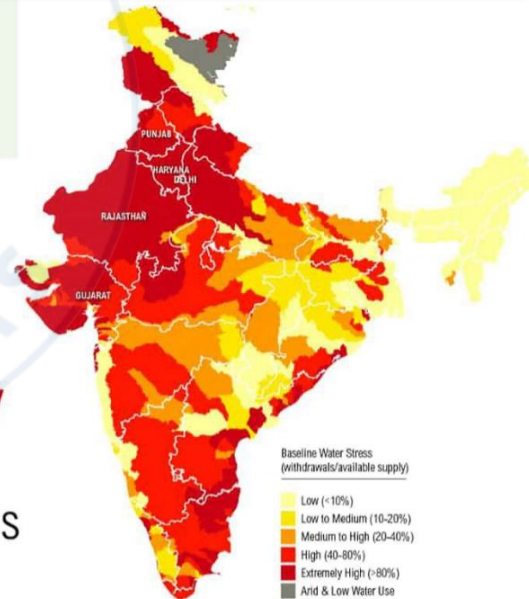 PUNJAB
HARYANA
DELHI
RAJASTHAN
GUJARAT
Baseline Water Stress
(withdrawals/available supply)
Low (<10%)
Low to Medium (10–20%)
Medium to High (20–40%)
High (40–80%)
Extremely High (>80%)
Arid & Low Water Use
S